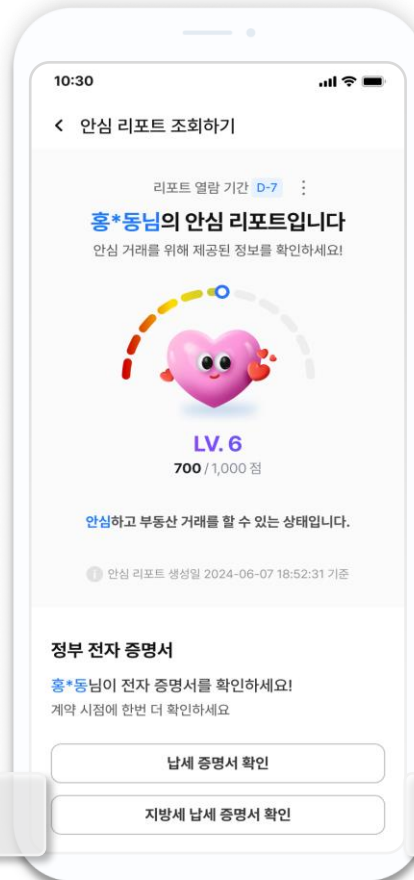 10:30
안심 리포트 조회하기
리포트 열람 기간 D-7
홍*동님의 안심 리포트입니다
안심 거래를 위해 제공된 정보를 확인하세요!
LV. 6
700 / 1,000 점
안심하고 부동산 거래를 할 수 있는 상태입니다.
안심 리포트 생성일 2024-06-07 18:52:31 기준
정부 전자 증명서
홍*동님이 전자 증명서를 확인하세요!
계약 시점에 한번 더 확인하세요
납세 증명서 확인
지방세 납세 증명서 확인